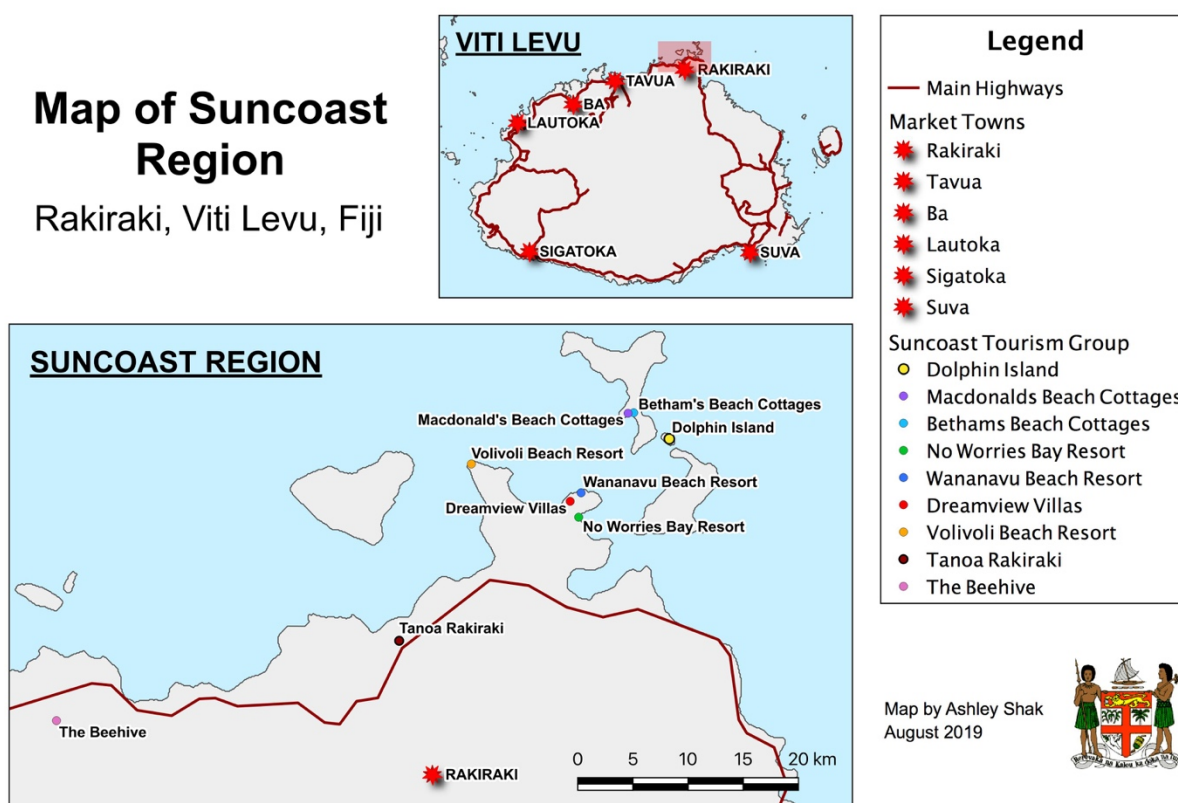 Map of Suncoast
Region
Rakiraki, Viti Levu, Fiji
VITI LEVU
RAKIRAKI
TAVUA
BA
LAUTOKA
SIGATOKA
SUVA
Legend
Main Highways
Market Towns
Rakiraki
Tavua
Ba
Lautoka
Sigatoka
Suva
Suncoast Tourism Group
Dolphin Island
Macdonalds Beach Cottages
Bethams Beach Cottages
No Worries Bay Resort
Wananavu Beach Resort
Dreamview Villas
Volivoli Beach Resort
Tanoa Rakiraki
The Beehive
SUNCOAST REGION
Betham's Beach Cottages
Macdonald's Beach Cottages
Dolphin Island
Volivoli Beach Resort
Wananavu Beach Resort
Dreamview Villas
No Worries Bay Resort
Tanoa Rakiraki
The Beehive
RAKIRAKI
0 5 10 15 20 km
Map by Ashley Shak
August 2019